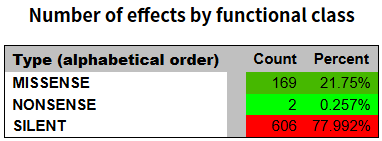 Number of effects by functional class
Type (alphabetical order) Count Percent
MISSENSE 169 21.75%
NONSENSE 2 0.257%
SILENT 606 77.992%